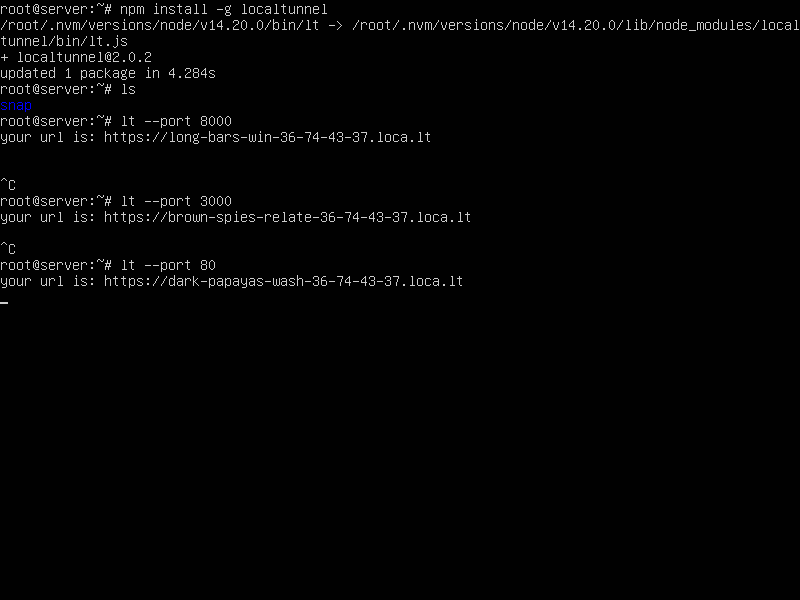 root@server:~# npm install -g localtunnel
/root/.nvm/versions/node/v14.20.0/bin/lt -> /root/.nvm/versions/node/v14.20.0/lib/node_modules/local
tunnel/bin/lt.js
+ localtunnel@2.0.2
updated 1 package in 4.284s
root@server:~# ls
snap
root@server:~# lt --port 8000
your url is: https://long-bars-win-36-74-43-37.loca.lt
^C
root@server:~# lt --port 3000
your url is: https://brown-spies-relate-36-74-43-37.loca.lt
^C
root@server:~# lt --port 80
your url is: https://dark-papayas-wash-36-74-43-37.loca.lt